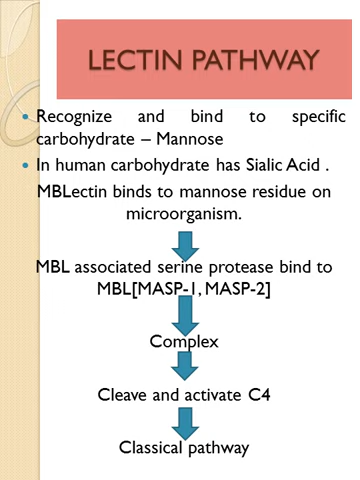 LECTIN PATHWAY
• Recognize and bind to specific
carbohydrate – Mannose
• In human carbohydrate has Sialic Acid .
MBLectin binds to mannose residue on
microorganism.
MBL associated serine protease bind to
MBL[MASP-1, MASP-2]
Complex
Cleave and activate C4
Classical pathway